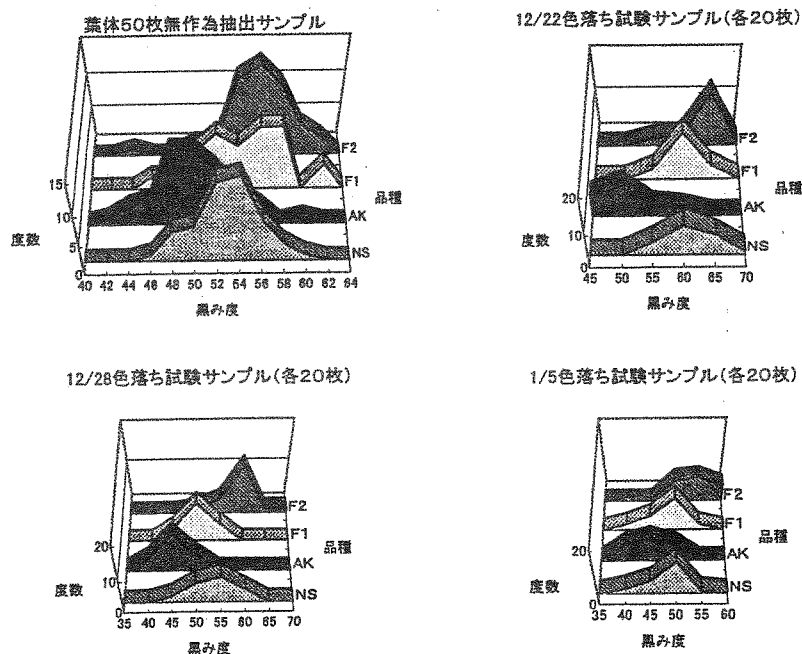 葉体50枚無作為抽出サンプル
F2
F1
AK
NS
品種
度数
15
10
5
0
40 42 44 46 48 50 52 54 56 58 60 62 64
黒み度
12/22色落ち試験サンプル(各20枚)
F2
F1
AK
NS
品種
度数
20
10
0
45 50 55 60 65 70
黒み度
12/28色落ち試験サンプル(各20枚)
F2
F1
AK
NS
品種
度数
20
10
0
35 40 45 50 55 60 65 70
黒み度
1/5色落ち試験サンプル(各20枚)
F2
F1
AK
NS
品種
度数
20
0
35 40 45 50 55 60
黒み度